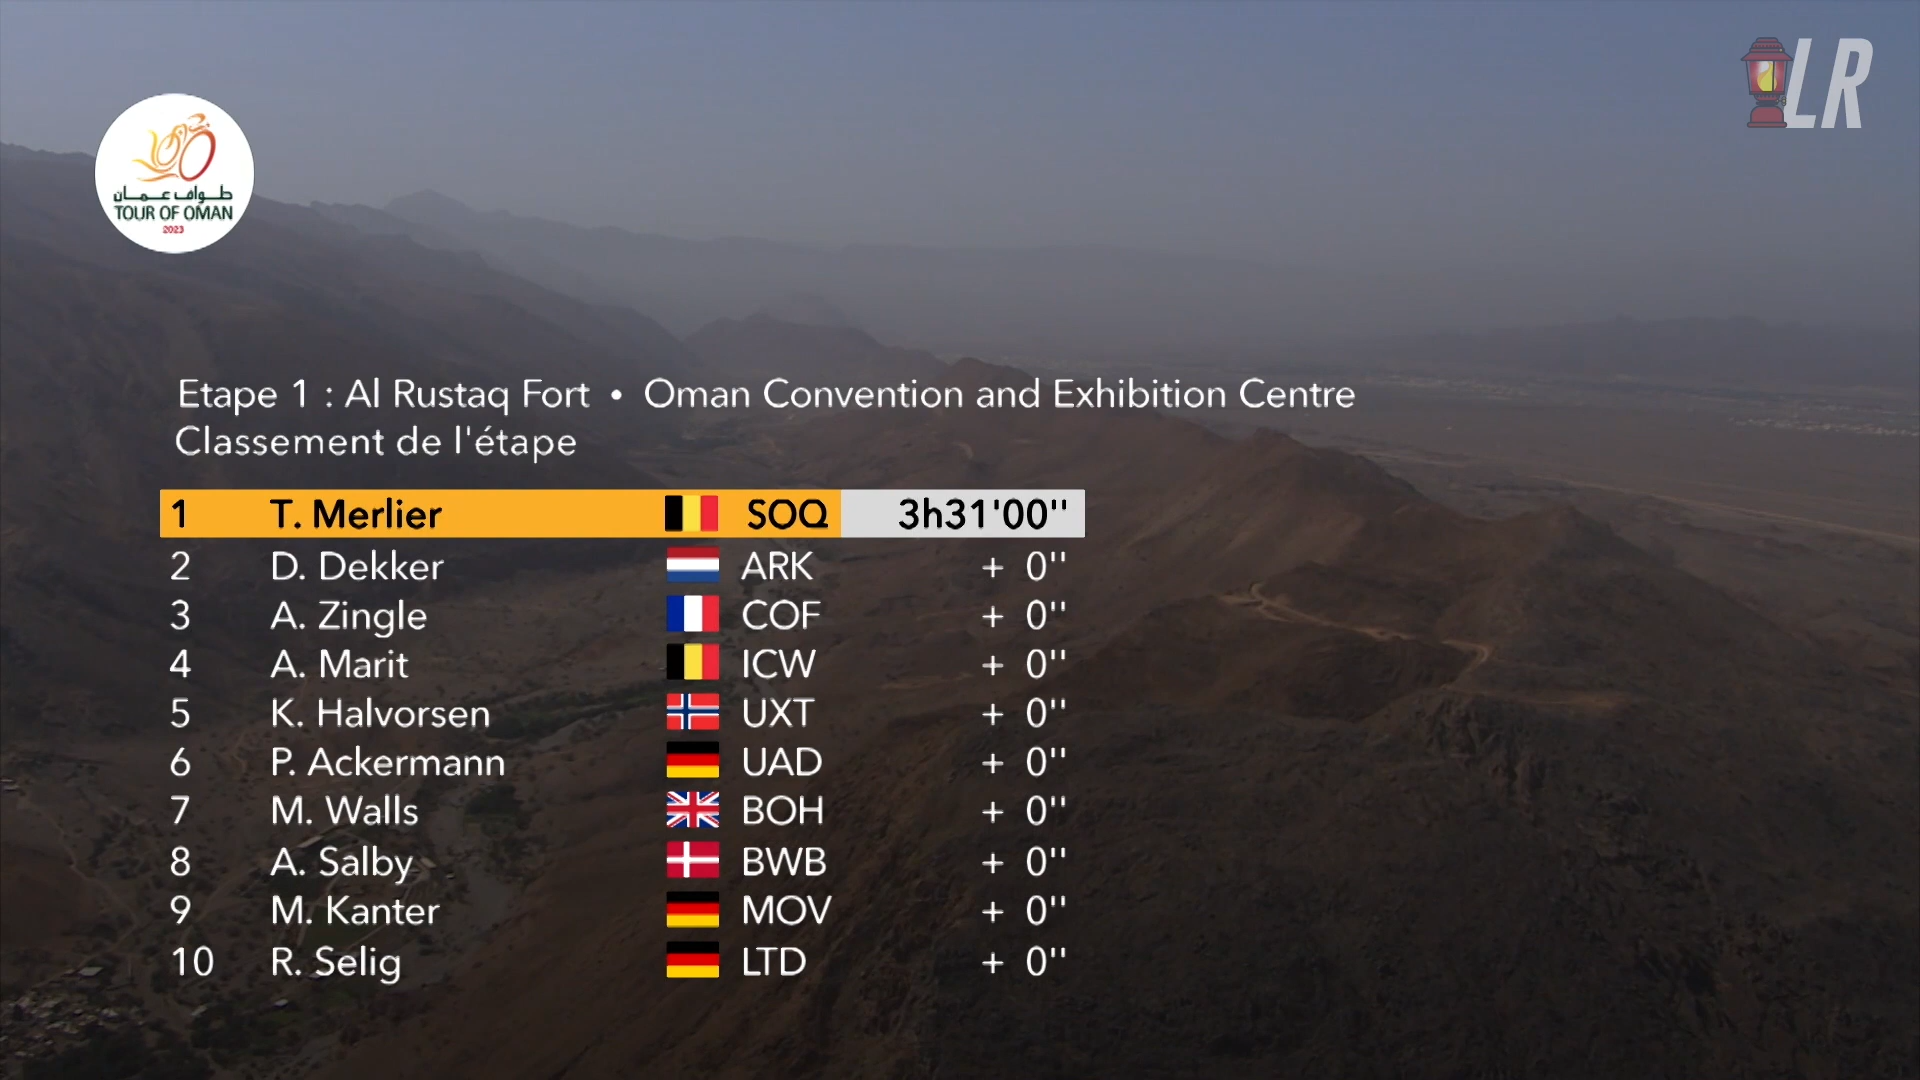 LR
طواف عمان
TOUR OF OMAN
2023
Etape 1 : Al Rustaq Fort • Oman Convention and Exhibition Centre
Classement de l'étape
1 T. Merlier SOQ 3h31'00''
2 D. Dekker ARK + 0''
3 A. Zingle COF + 0''
4 A. Marit ICW + 0''
5 K. Halvorsen UXT + 0''
6 P. Ackermann UAD + 0''
7 M. Walls BOH + 0''
8 A. Salby BWB + 0''
9 M. Kanter MOV + 0''
10 R. Selig LTD + 0''